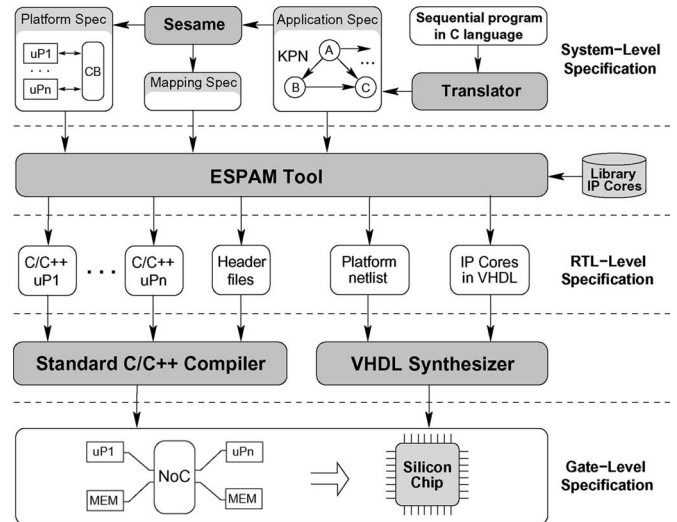 Platform Spec
uP1
. . .
uPn
CB
Sesame
Mapping Spec
Application Spec
KPN
A
...
B
C
Sequential program
in C language
Translator
System−Level
Specification
ESPAM Tool
Library
IP Cores
C/C++
uP1
. . .
C/C++
uPn
Header
files
Platform
netlist
IP Cores
in VHDL
RTL−Level
Specification
Standard C/C++ Compiler
VHDL Synthesizer
uP1
MEM
NoC
uPn
MEM
Silicon
Chip
Gate−Level
Specification